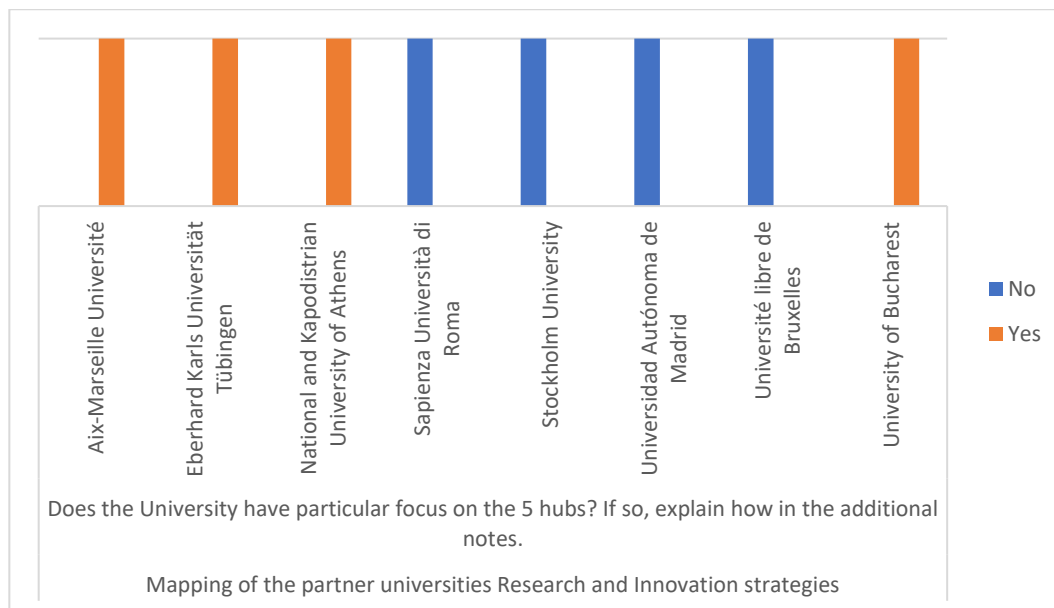 Aix-Marseille Université
Eberhard Karls Universität
Tübingen
National and Kapodistrian
University of Athens
Sapienza Università di
Roma
Stockholm University
Universidad Autónoma de
Madrid
Université libre de
Bruxelles
University of Bucharest
Does the University have particular focus on the 5 hubs? If so, explain how in the additional
notes.
Mapping of the partner universities Research and Innovation strategies
No
Yes